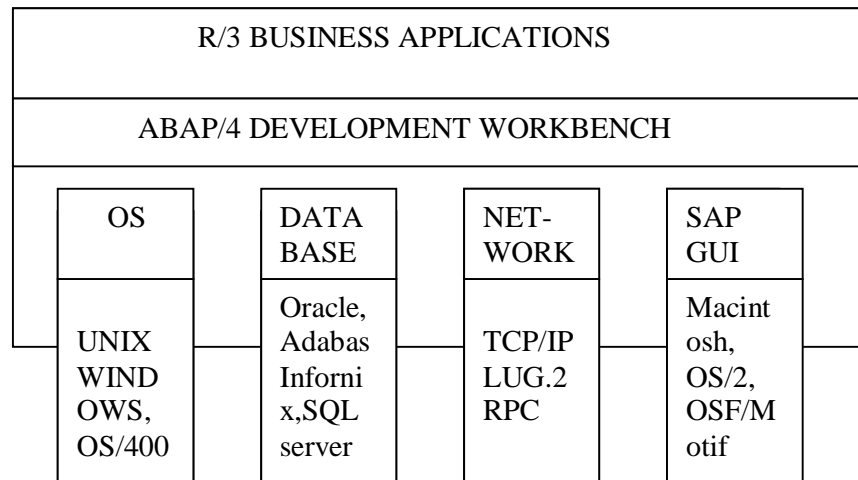 R/3 BUSINESS APPLICATIONS
ABAP/4 DEVELOPMENT WORKBENCH
OS
DATA
BASE
NET-
WORK
SAP
GUI
UNIX
WIND
OWS,
OS/400
Oracle,
Adabas
Inforni
x,SQL
server
TCP/IP
LUG.2
RPC
Macint
osh,
OS/2,
OSF/M
otif